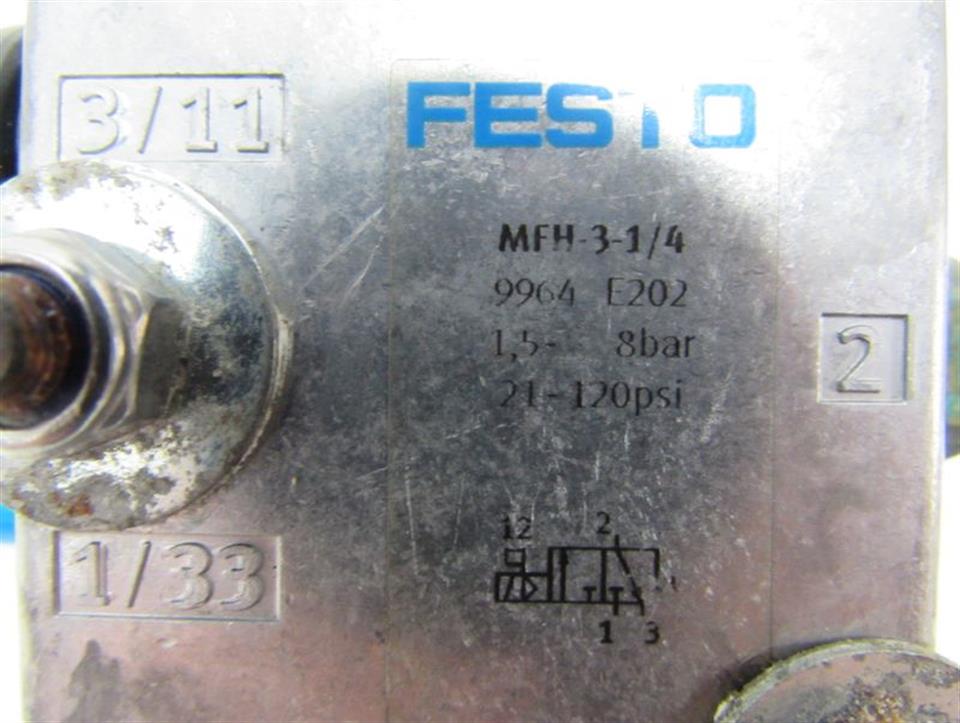 3/11
FESTO
MFH-3-1/4
9964 E202
1,5- 8bar
21-120psi
2
12 2
1/33
1 3